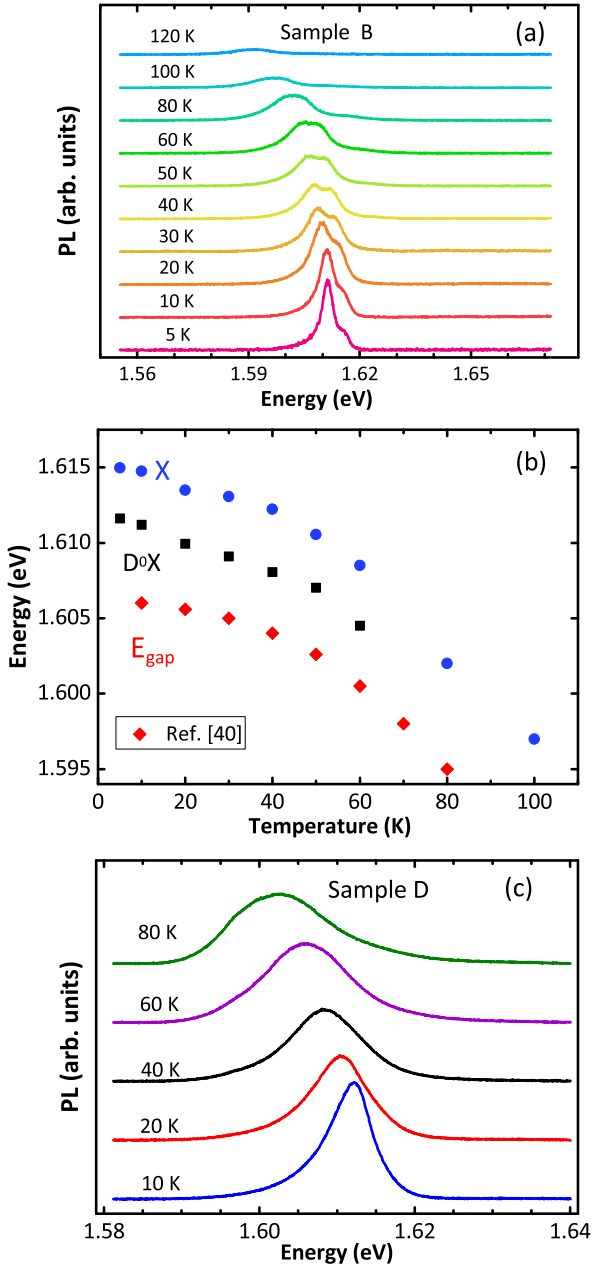 Sample B
(a)
120 K
100 K
80 K
60 K
50 K
40 K
30 K
20 K
10 K
5 K
PL (arb. units)
1.56 1.59 1.62 1.65
Energy (eV)
(b)
1.615
1.610
1.605
1.600
1.595
Energy (eV)
X
D⁰X
E_gap
Ref. [40]
0 20 40 60 80 100
Temperature (K)
Sample D
(c)
80 K
60 K
40 K
20 K
10 K
PL (arb. units)
1.58 1.60 1.62 1.64
Energy (eV)